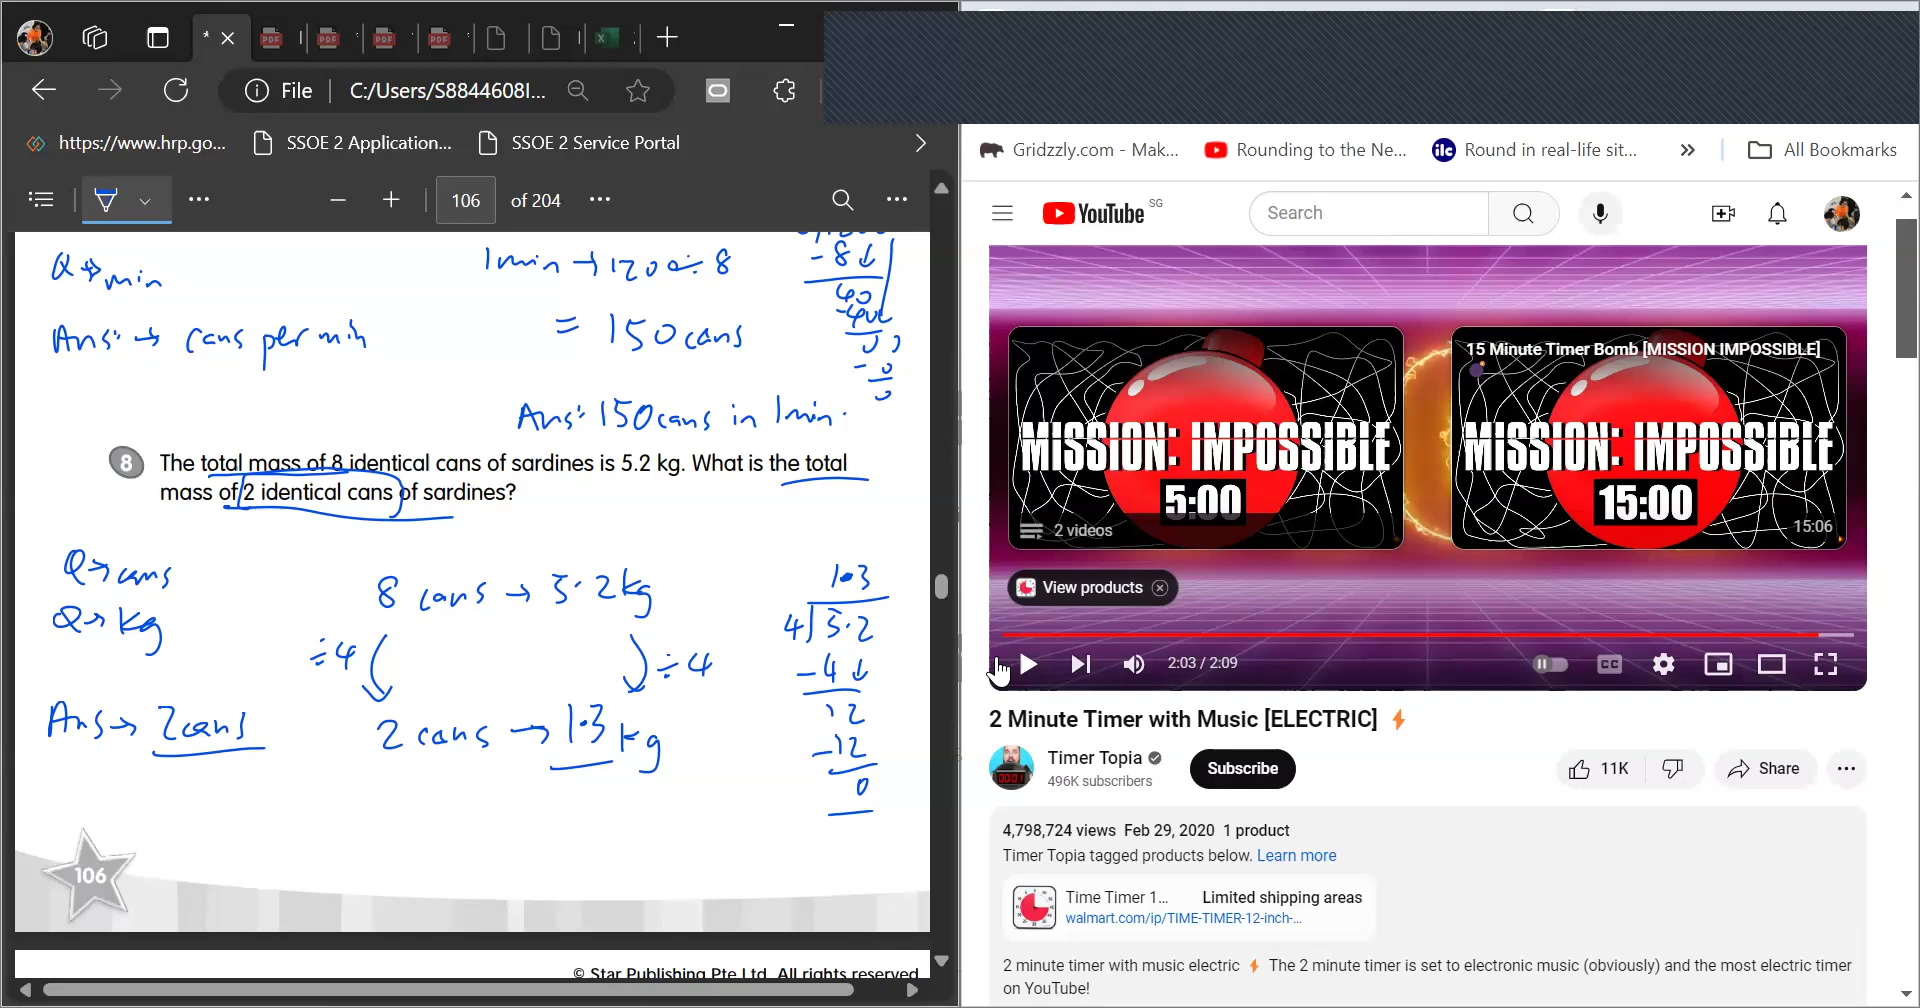 File
C:/Users/S8844608I...
https://www.hrp.go...
SSOE 2 Application...
SSOE 2 Service Portal
106 of 204
Q → min
1min → 1200 ÷ 8
- 8
40
- 40
0
- 0
0
Ans: → cans per min
= 150 cans
Ans: 150 cans in 1min.
8
The total mass of 8 identical cans of sardines is 5.2 kg. What is the total
mass of 2 identical cans of sardines?
Q → cans
Q → kg
8 cans → 5.2 kg
÷4
÷4
Ans → 2 cans
2 cans → 1.3 kg
1.3
4 5.2
- 4
12
- 12
0
106
© Star Publishing Pte Ltd. All rights reserved
Gridzzly.com - Mak...
Rounding to the Ne...
ilc
Round in real-life sit...
All Bookmarks
YouTube SG
Search
15 Minute Timer Bomb [MISSION IMPOSSIBLE]
MISSION: IMPOSSIBLE
5:00
2 videos
MISSION: IMPOSSIBLE
15:00
15:06
View products
2:03 / 2:09
CC
2 Minute Timer with Music [ELECTRIC]
Timer Topia
496K subscribers
Subscribe
11K
Share
4,798,724 views Feb 29, 2020 1 product
Timer Topia tagged products below. Learn more
Time Timer 1...
Limited shipping areas
walmart.com/ip/TIME-TIMER-12-inch-...
2 minute timer with music electric ⚡ The 2 minute timer is set to electronic music (obviously) and the most electric timer
on YouTube!